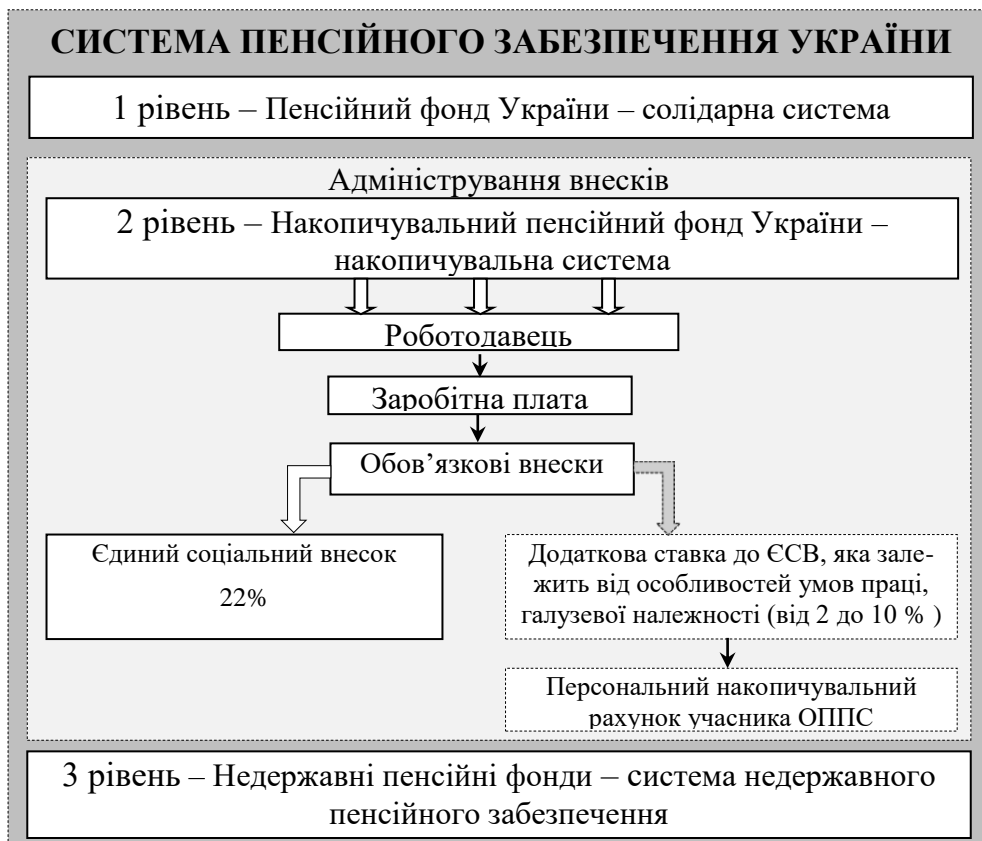 СИСТЕМА ПЕНСІЙНОГО ЗАБЕЗПЕЧЕННЯ УКРАЇНИ
1 рівень – Пенсійний фонд України – солідарна система
Адміністрування внесків
2 рівень – Накопичувальний пенсійний фонд України –
накопичувальна система
Роботодавець
Заробітна плата
Обов’язкові внески
Єдиний соціальний внесок
22%
Додаткова ставка до ЄСВ, яка зале-
жить від особливостей умов праці,
галузевої належності (від 2 до 10 % )
Персональний накопичувальний
рахунок учасника ОППС
3 рівень – Недержавні пенсійні фонди – система недержавного
пенсійного забезпечення